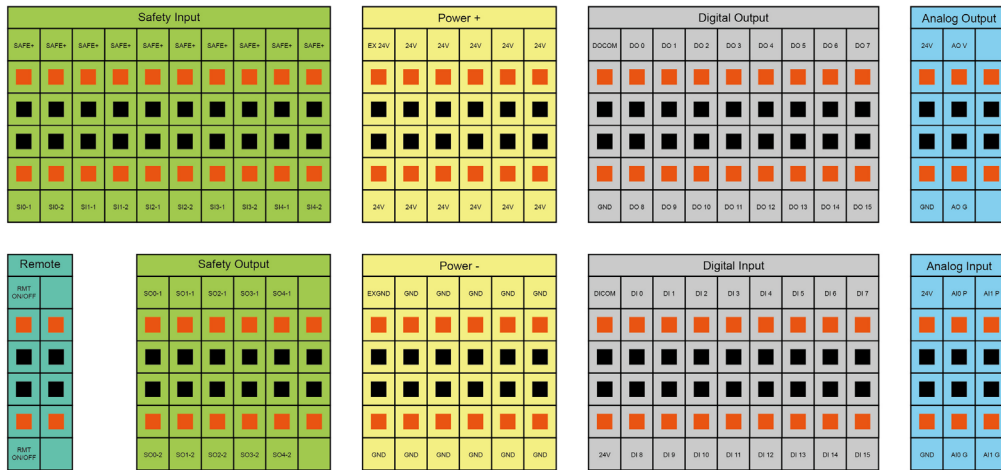 Safety Input
SAFE+ SAFE+ SAFE+ SAFE+ SAFE+ SAFE+ SAFE+ SAFE+ SAFE+ SAFE+
SI0-1 SI0-2 SI1-1 SI1-2 SI2-1 SI2-2 SI3-1 SI3-2 SI4-1 SI4-2
Power +
EX 24V 24V 24V 24V 24V 24V
24V 24V 24V 24V 24V 24V
Digital Output
DOCOM DO 0 DO 1 DO 2 DO 3 DO 4 DO 5 DO 6 DO 7
GND DO 8 DO 9 DO 10 DO 11 DO 12 DO 13 DO 14 DO 15
Analog Output
24V AO V
GND AO G
Remote
RMT
ON/OFF
RMT
ON/OFF
Safety Output
SO0-1 SO1-1 SO2-1 SO3-1 SO4-1
SO0-2 SO1-2 SO2-2 SO3-2 SO4-2
Power -
EXGND GND GND GND GND GND
GND GND GND GND GND GND
Digital Input
DICOM DI 0 DI 1 DI 2 DI 3 DI 4 DI 5 DI 6 DI 7
24V DI 8 DI 9 DI 10 DI 11 DI 12 DI 13 DI 14 DI 15
Analog Input
24V AI0 P AI1 P
GND AI0 G AI1 G